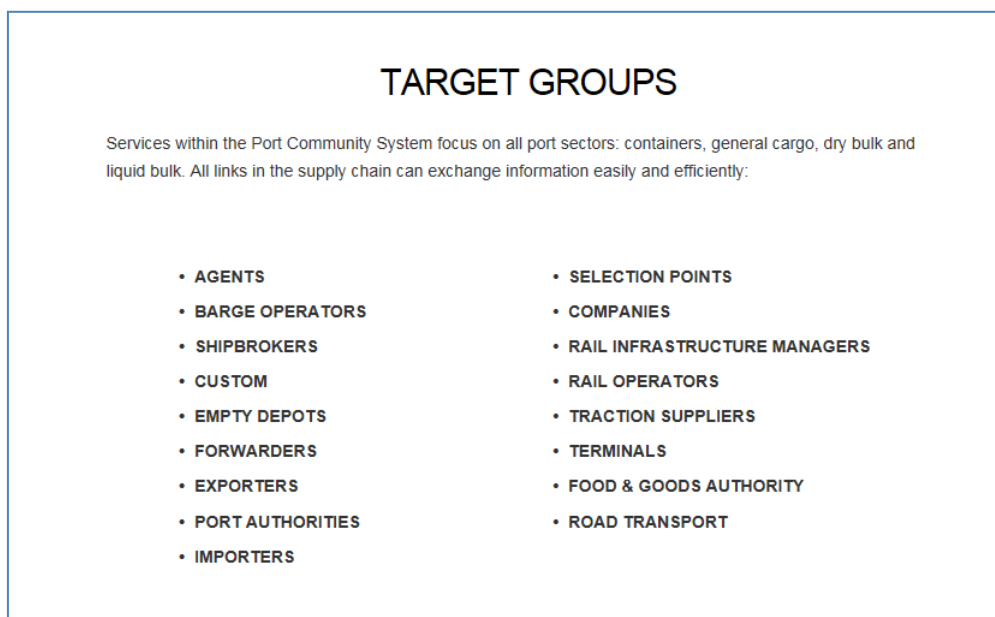 TARGET GROUPS
Services within the Port Community System focus on all port sectors: containers, general cargo, dry bulk and
liquid bulk. All links in the supply chain can exchange information easily and efficiently:
• AGENTS
• BARGE OPERATORS
• SHIPBROKERS
• CUSTOM
• EMPTY DEPOTS
• FORWARDERS
• EXPORTERS
• PORT AUTHORITIES
• IMPORTERS
• SELECTION POINTS
• COMPANIES
• RAIL INFRASTRUCTURE MANAGERS
• RAIL OPERATORS
• TRACTION SUPPLIERS
• TERMINALS
• FOOD & GOODS AUTHORITY
• ROAD TRANSPORT